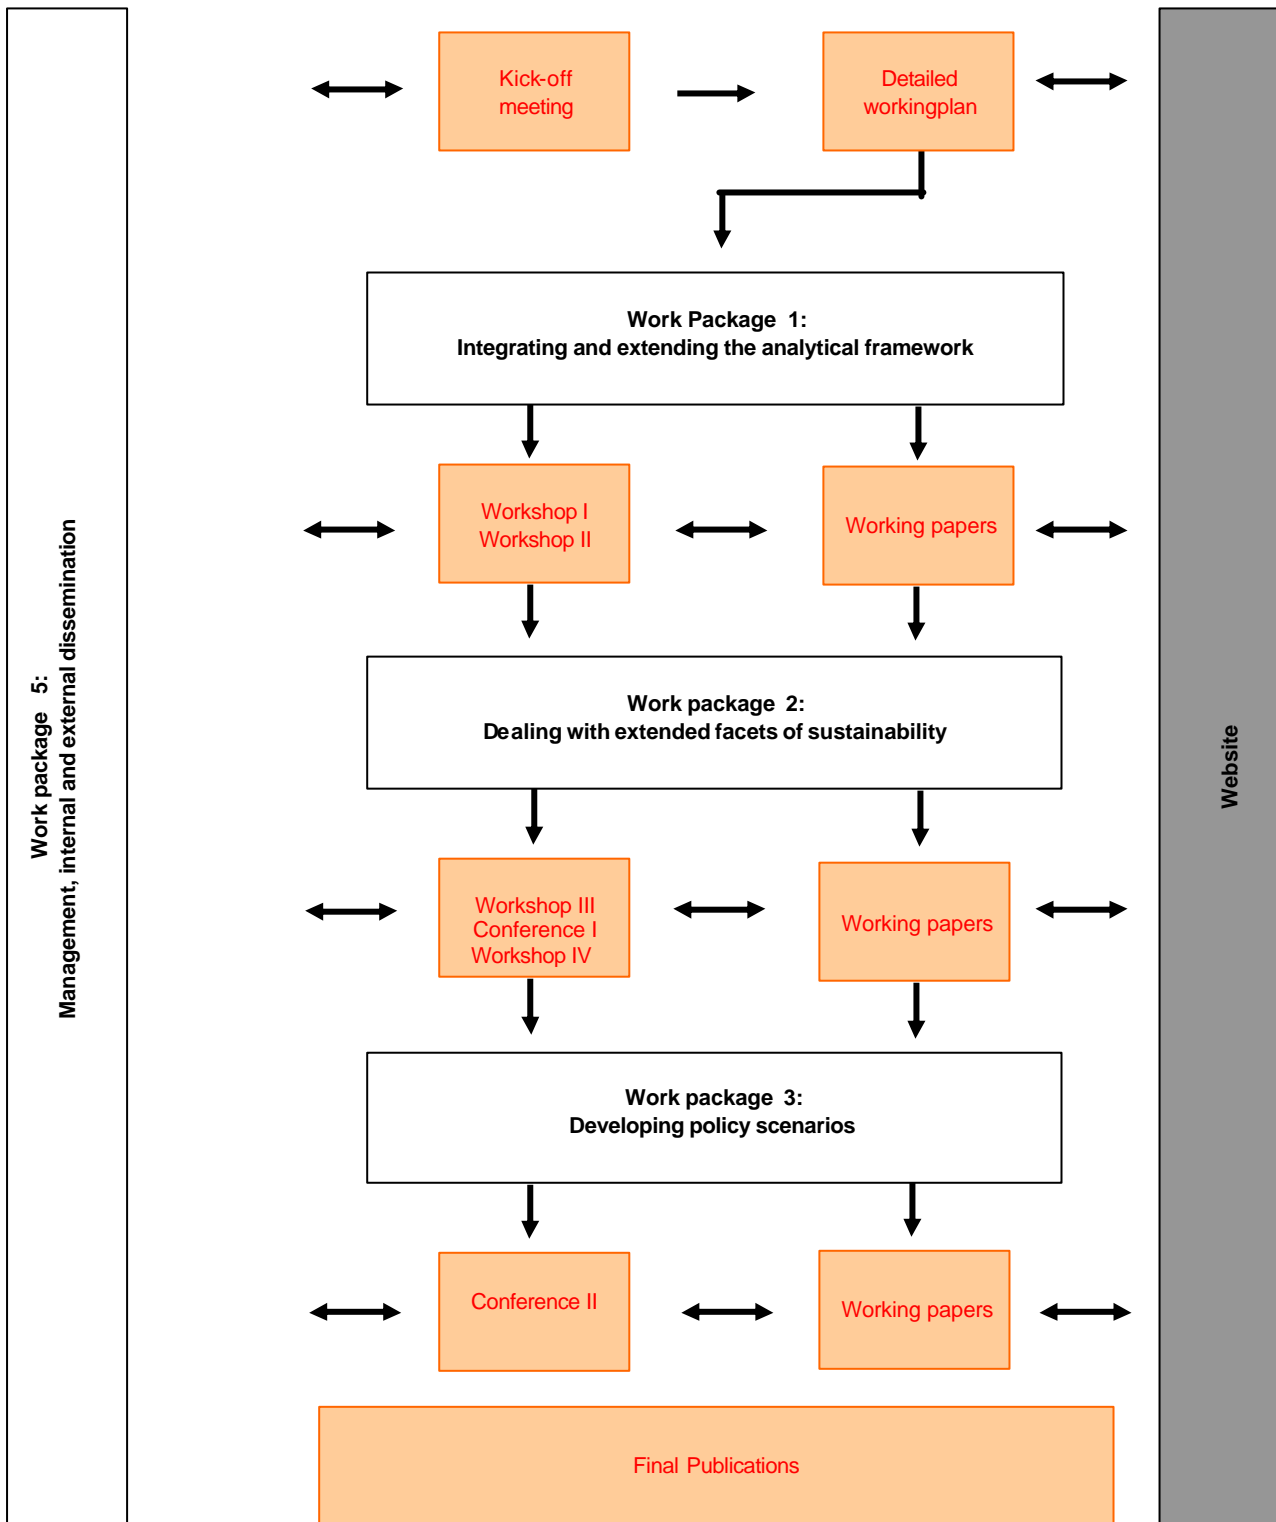 Kick-off
meeting
Detailed
workingplan
Work Package 1:
Integrating and extending the analytical framework
Workshop I
Workshop II
Working papers
Work package 2:
Dealing with extended facets of sustainability
Workshop III
Conference I
Workshop IV
Working papers
Work package 3:
Developing policy scenarios
Conference II
Working papers
Final Publications
Work package 5:
Management, internal and external dissemination
Website